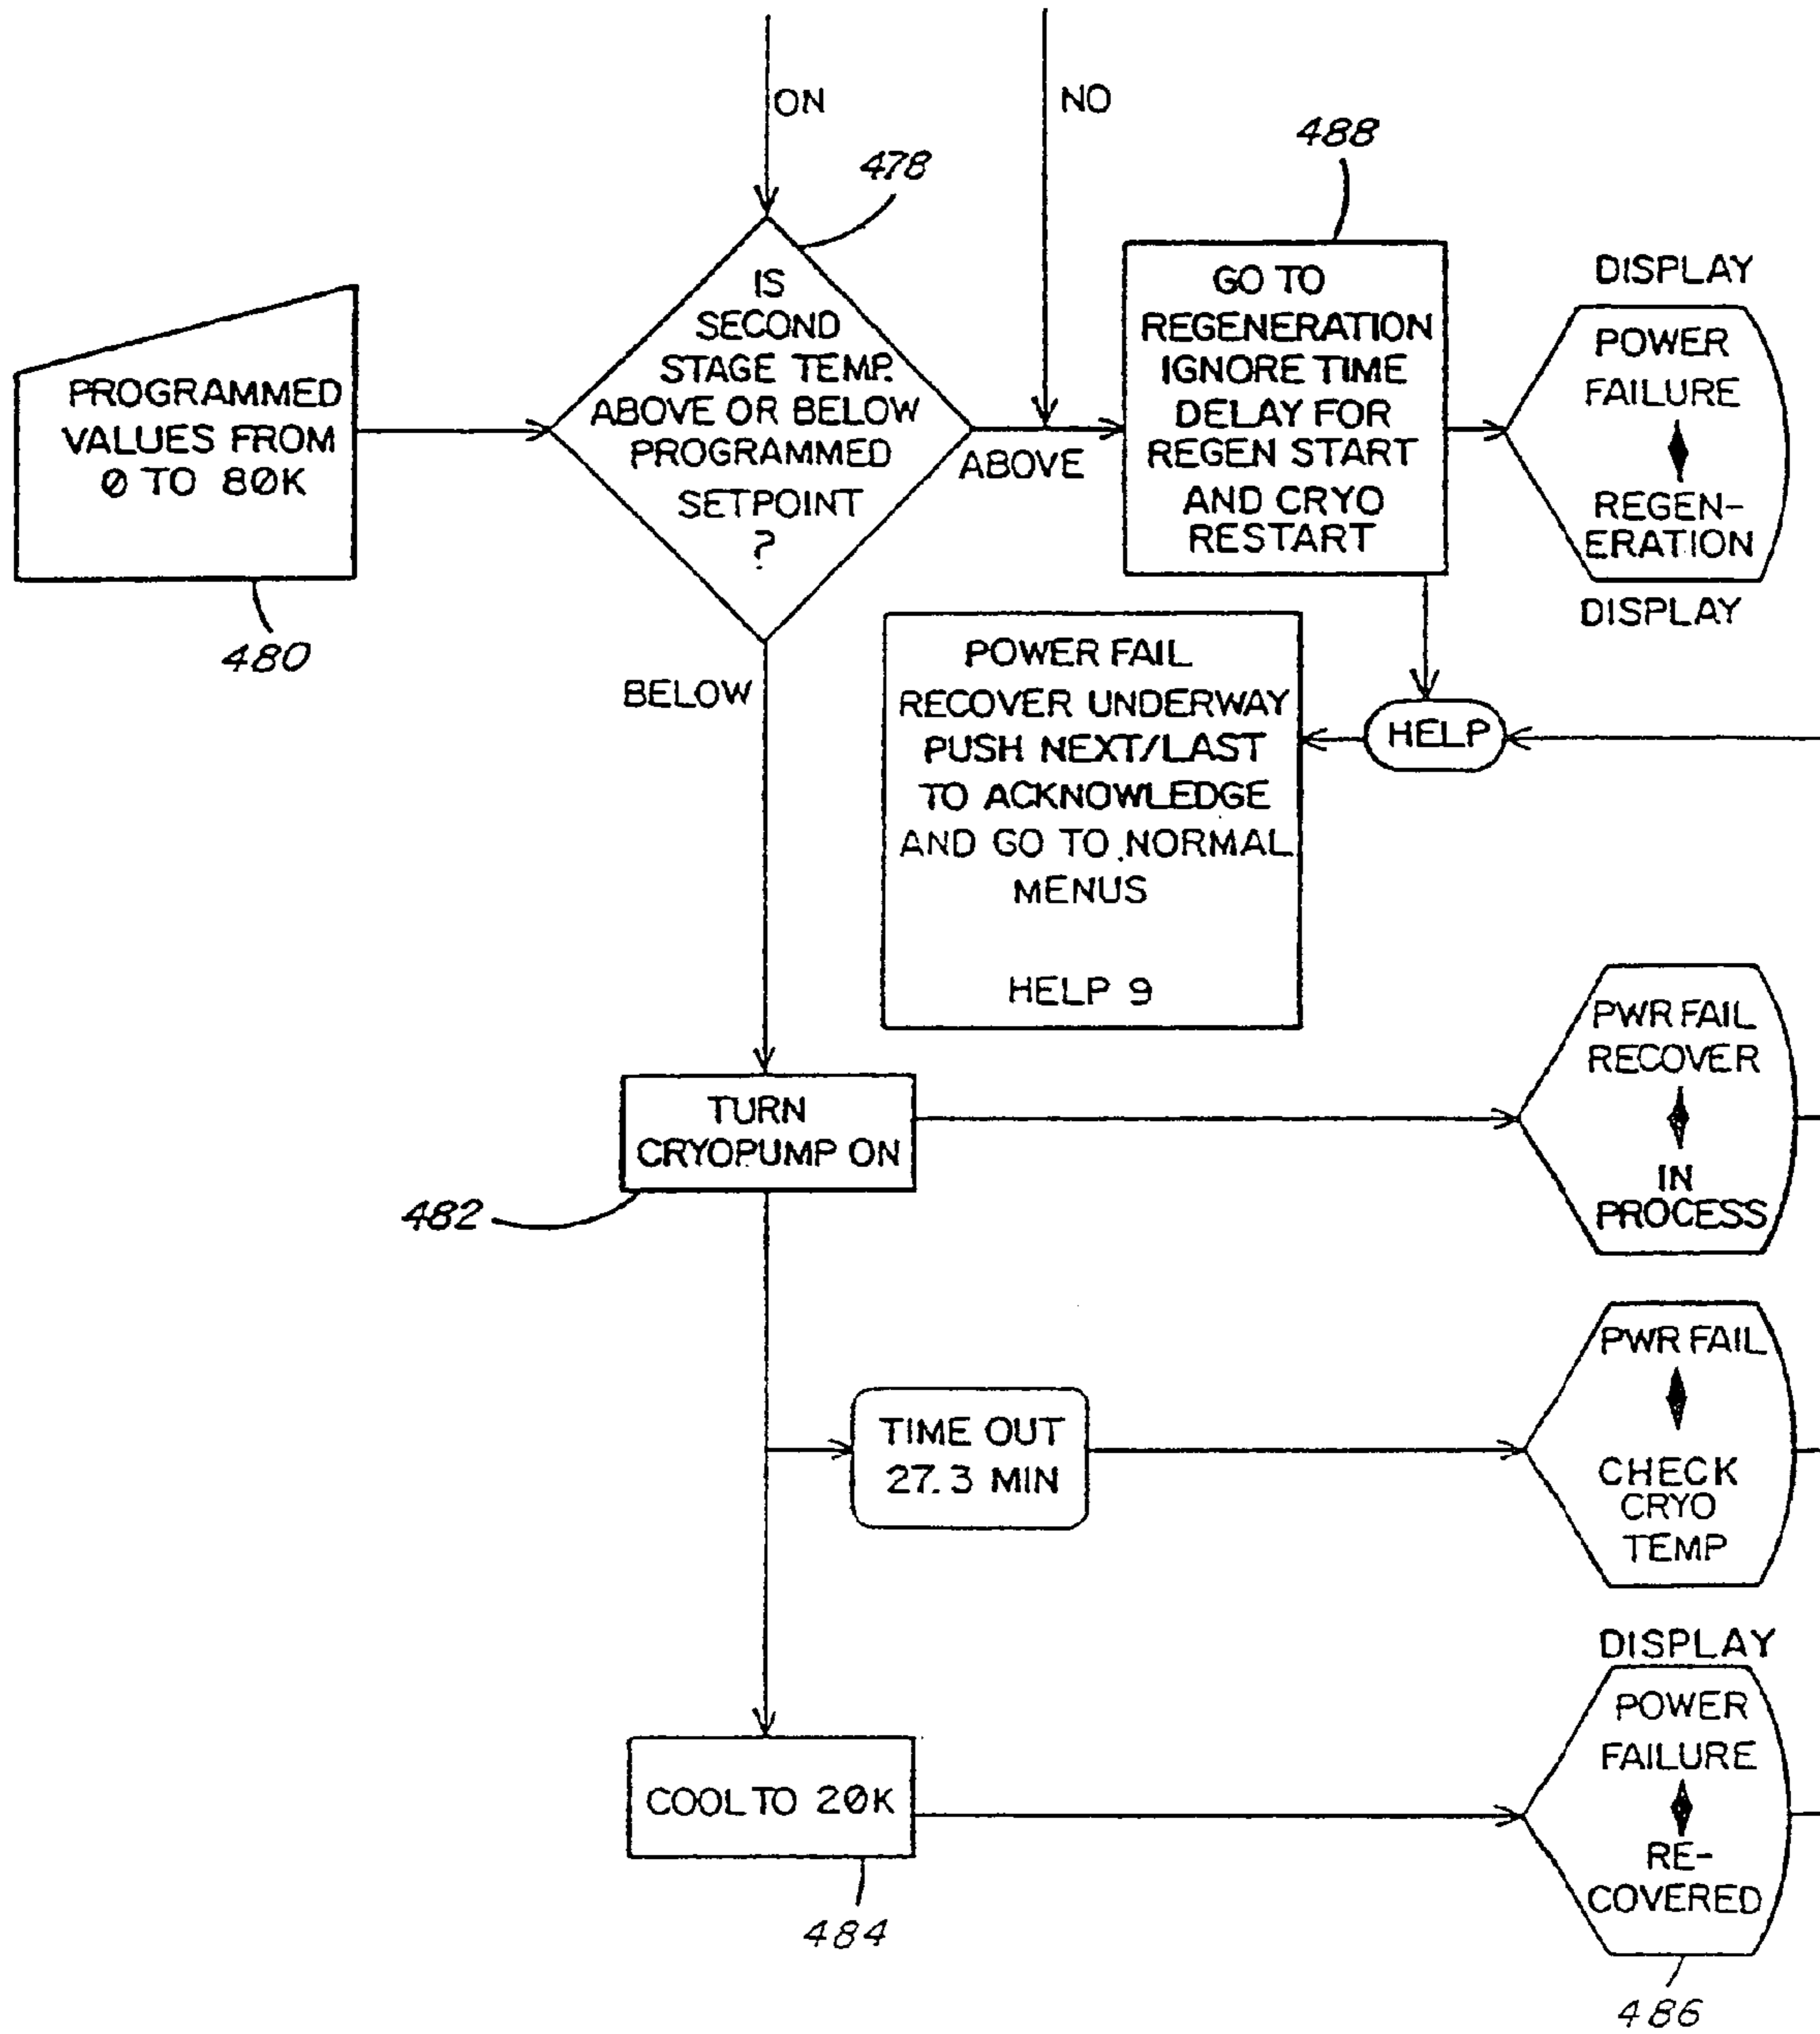 ON
NO
488
478
IS
SECOND
STAGE TEMP.
ABOVE OR BELOW
PROGRAMMED
SETPOINT
?
PROGRAMMED
VALUES FROM
0 TO 80K
480
ABOVE
GO TO
REGENERATION
IGNORE TIME
DELAY FOR
REGEN START
AND CRYO
RESTART
DISPLAY
POWER
FAILURE
REGEN-
ERATION
DISPLAY
BELOW
POWER FAIL
RECOVER UNDERWAY
PUSH NEXT/LAST
TO ACKNOWLEDGE
AND GO TO NORMAL
MENUS
HELP 9
HELP
TURN
CRYOPUMP ON
482
PWR FAIL
RECOVER
IN
PROCESS
TIME OUT
27.3 MIN
PWR FAIL
CHECK
CRYO
TEMP
COOL TO 20K
484
DISPLAY
POWER
FAILURE
RE-
COVERED
486